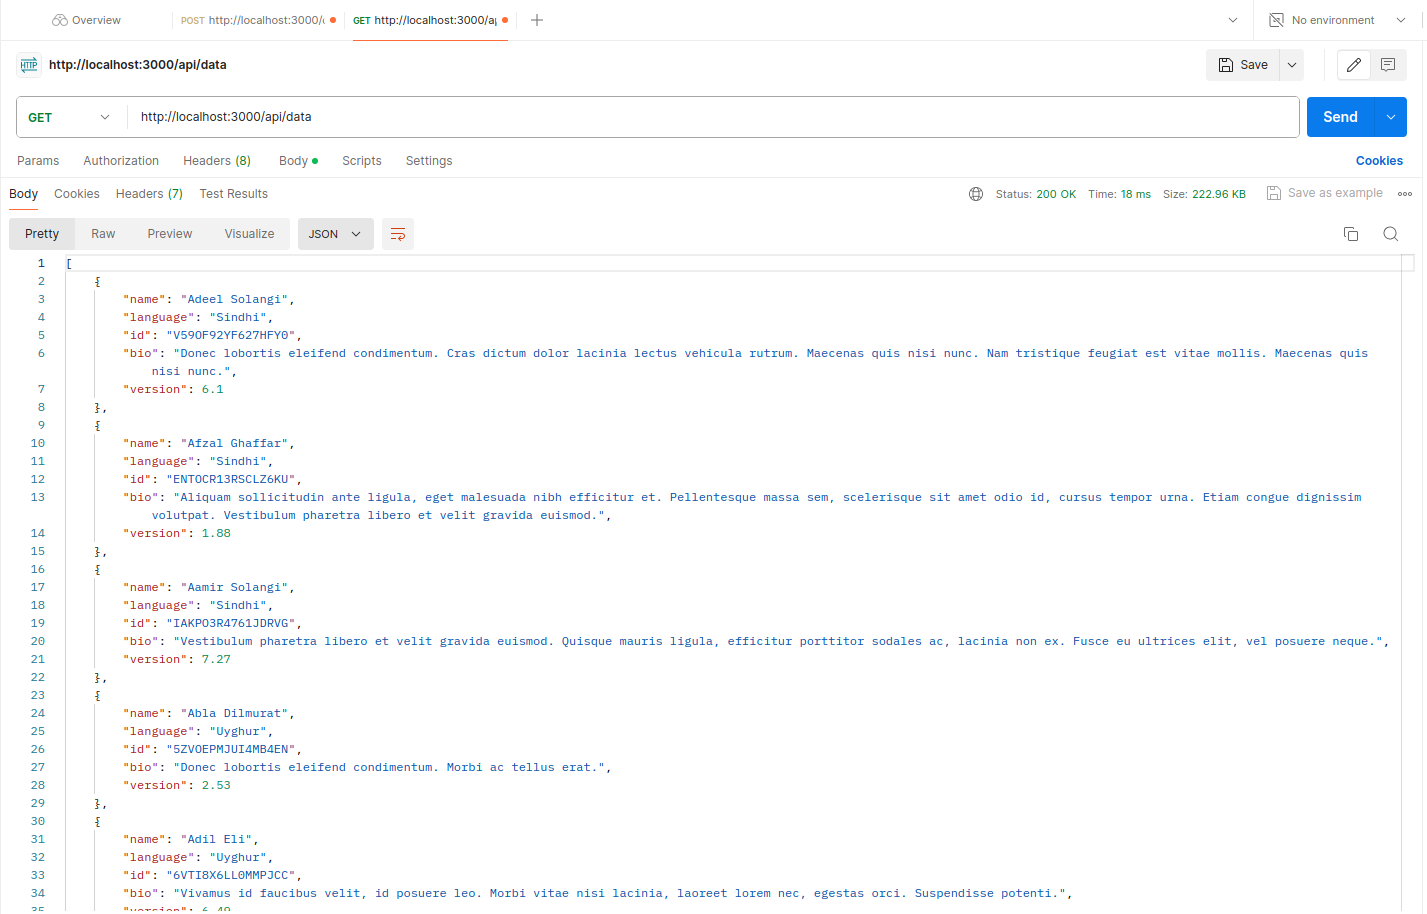 Overview
POST http://localhost:3000/
GET http://localhost:3000/a
No environment
HTTP http://localhost:3000/api/data
Save
GET http://localhost:3000/api/data
Send
Params Authorization Headers (8) Body Scripts Settings
Cookies
Body Cookies Headers (7) Test Results
Status: 200 OK Time: 18 ms Size: 222.96 KB Save as example
Pretty Raw Preview Visualize JSON
1 [
2 {
3 "name": "Adeel Solangi",
4 "language": "Sindhi",
5 "id": "V59OF92YF627HFY0",
6 "bio": "Donec lobortis eleifend condimentum. Cras dictum dolor lacinia lectus vehicula rutrum. Maecenas quis nisi nunc. Nam tristique feugiat est vitae mollis. Maecenas quis
nisi nunc.",
7 "version": 6.1
8 },
9 {
10 "name": "Afzal Ghaffar",
11 "language": "Sindhi",
12 "id": "ENTOCR13RSCLZ6KU",
13 "bio": "Aliquam sollicitudin ante ligula, eget malesuada nibh efficitur et. Pellentesque massa sem, scelerisque sit amet odio id, cursus tempor urna. Etiam congue dignissim
volutpat. Vestibulum pharetra libero et velit gravida euismod.",
14 "version": 1.88
15 },
16 {
17 "name": "Aamir Solangi",
18 "language": "Sindhi",
19 "id": "IAKPO3R4761JDRVG",
20 "bio": "Vestibulum pharetra libero et velit gravida euismod. Quisque mauris ligula, efficitur porttitor sodales ac, lacinia non ex. Fusce eu ultrices elit, vel posuere neque.",
21 "version": 7.27
22 },
23 {
24 "name": "Abla Dilmurat",
25 "language": "Uyghur",
26 "id": "5ZVOEPMJUI4MB4EN",
27 "bio": "Donec lobortis eleifend condimentum. Morbi ac tellus erat.",
28 "version": 2.53
29 },
30 {
31 "name": "Adil Eli",
32 "language": "Uyghur",
33 "id": "6VTI8X6LL0MMPJCC",
34 "bio": "Vivamus id faucibus velit, id posuere leo. Morbi vitae nisi lacinia, laoreet lorem nec, egestas orci. Suspendisse potenti.",
35 "version": 6.49